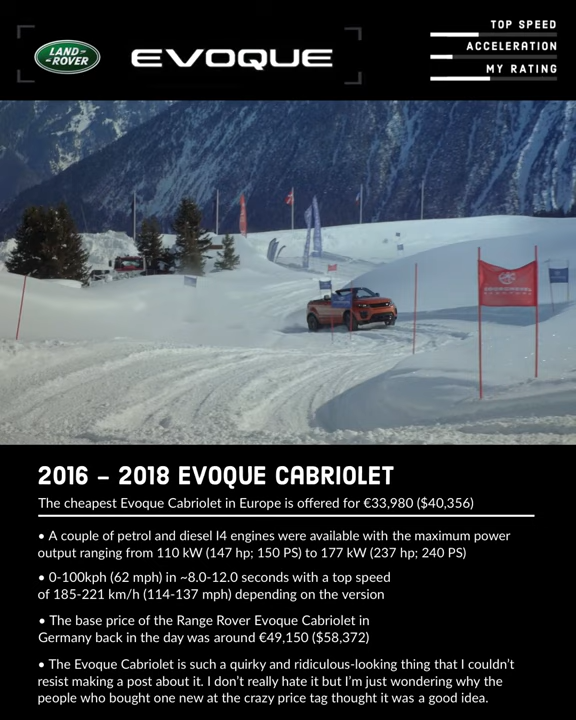 LAND-
-ROVER
EVOQUE
TOP SPEED
ACCELERATION
MY RATING
2016 – 2018 EVOQUE CABRIOLET
The cheapest Evoque Cabriolet in Europe is offered for €33,980 ($40,356)
• A couple of petrol and diesel I4 engines were available with the maximum power
output ranging from 110 kW (147 hp; 150 PS) to 177 kW (237 hp; 240 PS)
• 0-100kph (62 mph) in ~8.0-12.0 seconds with a top speed
of 185-221 km/h (114-137 mph) depending on the version
• The base price of the Range Rover Evoque Cabriolet in
Germany back in the day was around €49,150 ($58,372)
• The Evoque Cabriolet is such a quirky and ridiculous-looking thing that I couldn't
resist making a post about it. I don't really hate it but I'm just wondering why the
people who bought one new at the crazy price tag thought it was a good idea.